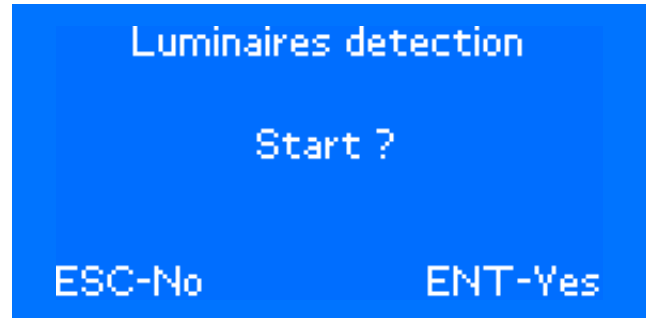 Luminaires detection
Start ?
ESC-No ENT-Yes